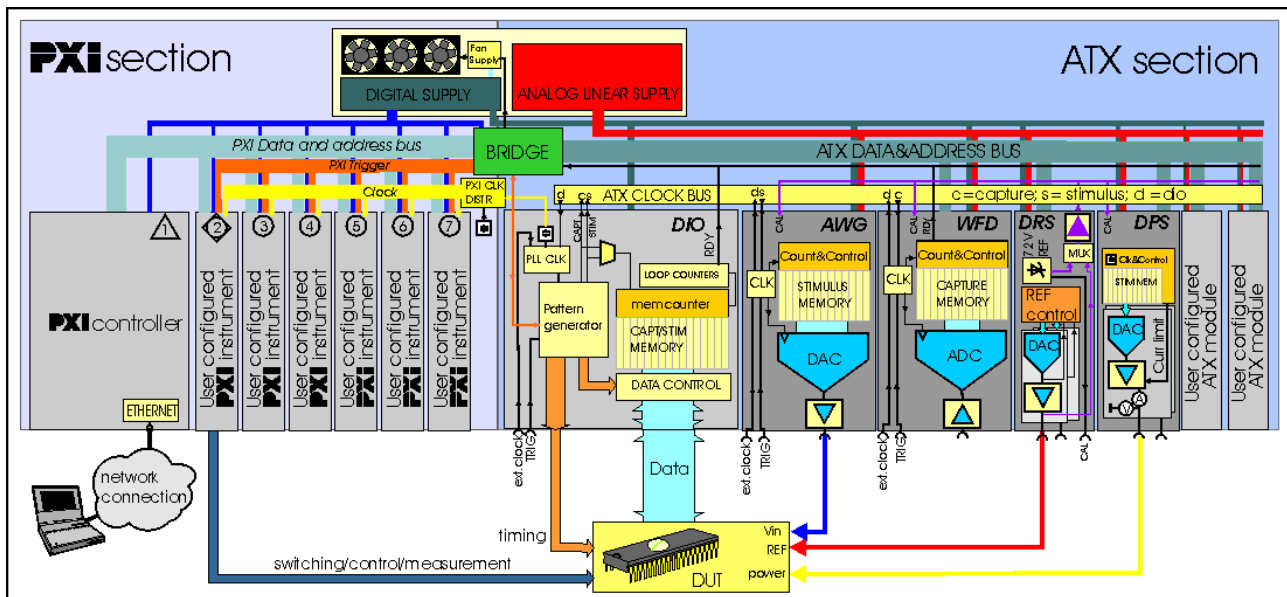 PXI section
ATX section
Fan
Supply
DIGITAL SUPPLY
ANALOG LINEAR SUPPLY
PXI Data and address bus
BRIDGE
ATX DATA&ADDRESS BUS
PXI Trigger
Clock
PXI CLK
DISTR
d
cs
ATX CLOCK BUS
ds
d
c
c=capture; s= stimulus; d =dio
1
2
3
4
5
6
7
PXI controller
ETHERNET
User configured
PXI instrument
User configured
PXI instrument
User configured
PXI instrument
User configured
PXI instrument
User configured
PXI instrument
User configured
PXI instrument
DIO
CAPT
STIM
RDY
PLL CLK
LOOP COUNTERS
Pattern
generator
memcounter
CAPT/STIM
MEMORY
DATA CONTROL
AWG
CAL
Count&Control
CLK
STIMULUS
MEMORY
DAC
WFD
CAL
RDY
Count&Control
CLK
CAPTURE
MEMORY
ADC
DRS
7.2V
REF
MUX
REF
control
DAC
DPS
CAL
Clk&Control
STIM MEM
DAC
Curr limit
V
A
User configured
ATX module
User configured
ATX module
ext.clock
TRIG
ext.clock
TRIG
ext.clock
TRIG
CAL
network
connection
Data
timing
switching/control/measurement
Vin
REF
power
DUT